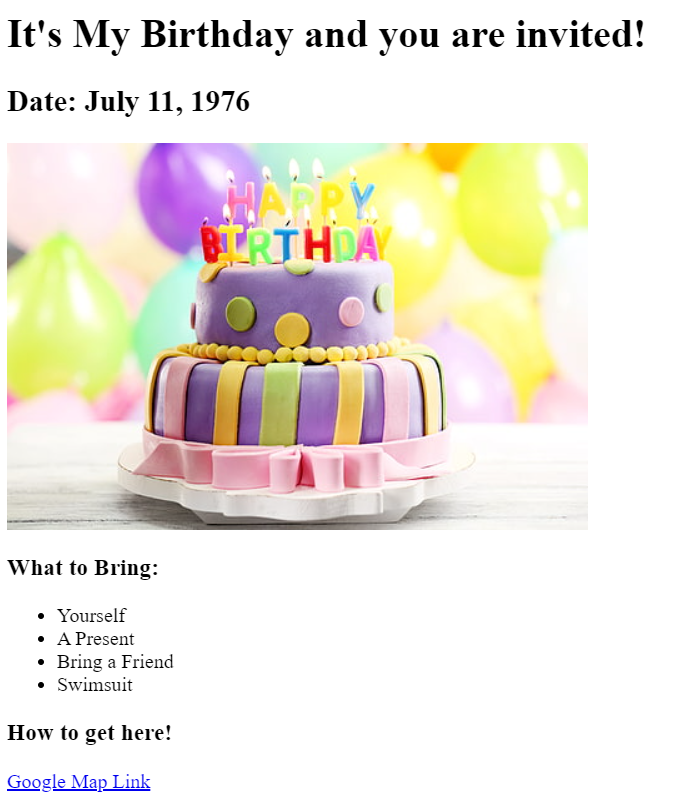 It's My Birthday and you are invited!
Date: July 11, 1976
HAPPY
BIRTHDAY
What to Bring:
Yourself
A Present
Bring a Friend
Swimsuit
How to get here!
Google Map Link